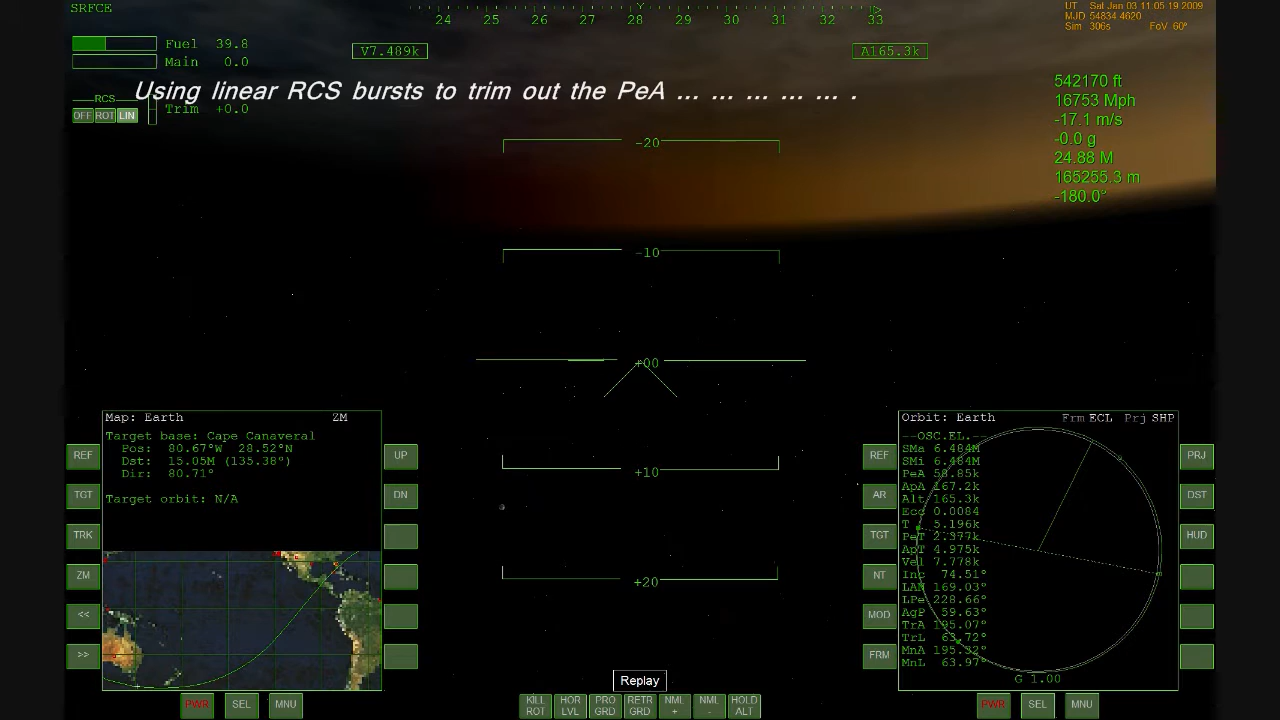 SRFCE
24 25 26 27 28 29 30 31 32 33
UT Sat Jan 03 11:05:19 2009
MJD 54834.4620
Sim 306s FoV 60°
Fuel 39.8
Main 0.0
V7.489k
A165.3k
Using linear RCS bursts to trim out the PeA ... ... ... ... ... .
RCS
OFF ROT LIN
Trim +0.0
542170 ft
16753 Mph
-17.1 m/s
-0.0 g
24.88 M
165255.3 m
-180.0°
-20
-10
+00
+10
+20
Map: Earth ZM
Target base: Cape Canaveral
Pos: 80.67°W 28.52°N
Dst: 15.05M (135.38°)
Dir: 80.71°
Target orbit: N/A
REF
TGT
TRK
ZM
<<
>>
UP
DN
PWR SEL MNU
Orbit: Earth Frm ECL Prj SHP
--OSC.EL.--
SMa 6.484M
SMi 6.484M
PeA 58.85k
ApA 167.2k
Alt 165.3k
Ecc 0.0084
T 5.196k
PeT 2.377k
ApT 4.975k
Vel 7.778k
Inc 74.51°
LAN 169.03°
LPe 228.66°
AgP 59.63°
TrA 195.07°
TrL 63.72°
MnA 195.32°
MnL 63.97°
G 1.00
REF
AR
TGT
NT
MOD
FRM
PRJ
DST
HUD
PWR SEL MNU
Replay
KILL ROT
HOR LVL
PRO GRD
RETR GRD
NML +
NML -
HOLD ALT